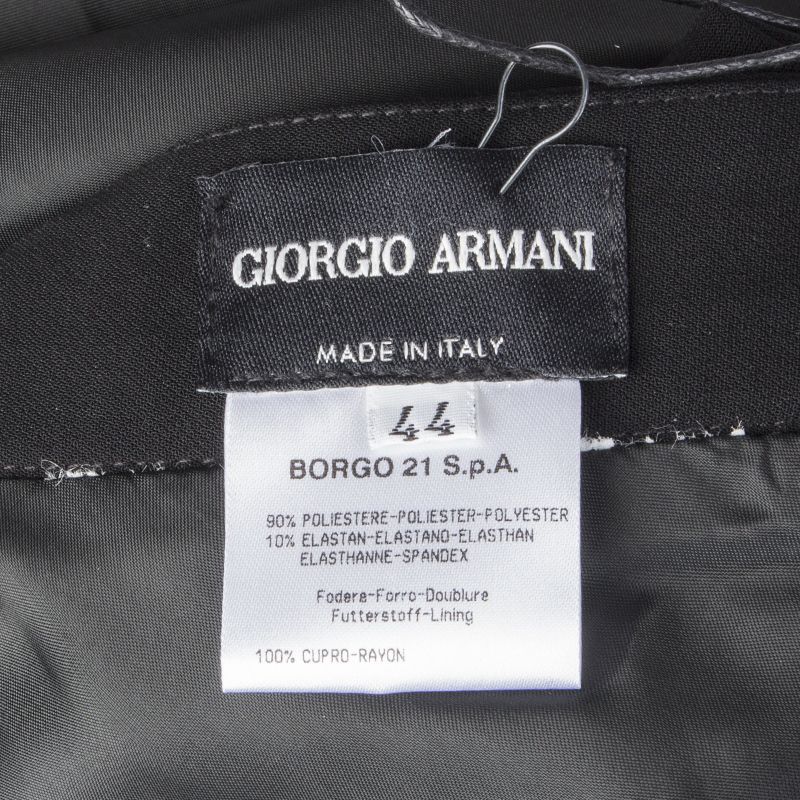 GIORGIO ARMANI
MADE IN ITALY
44
BORGO 21 S.p.A.
90% POLIESTERE-POLIESTER-POLYESTER
10% ELASTAN-ELASTANO-ELASTHAN
ELASTHANNE-SPANDEX
Fodera-Forro-Doublure
Futterstoff-Lining
100% CUPRO-RAYON